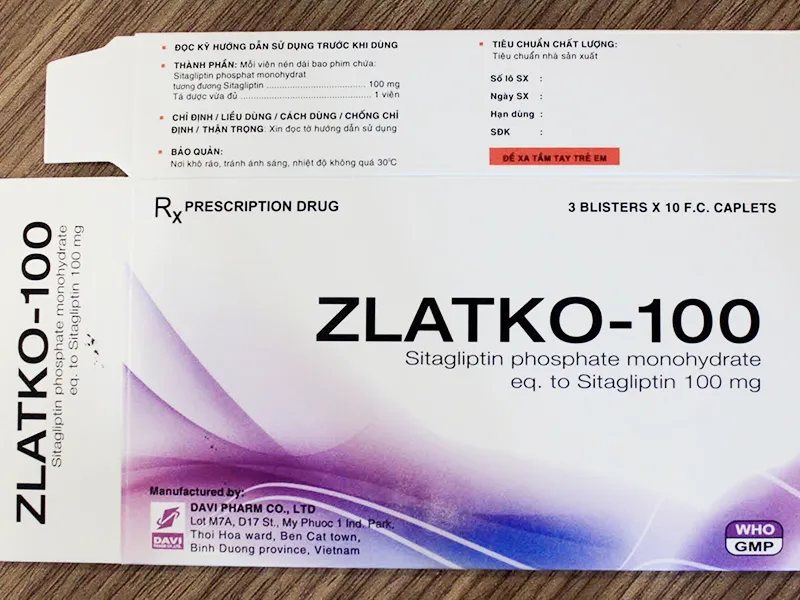 ĐỌC KỸ HƯỚNG DẪN SỬ DỤNG TRƯỚC KHI DÙNG
THÀNH PHẦN: Mỗi viên nén dài bao phim chứa:
Sitagliptin phosphat monohydrat
tương đương Sitagliptin ........................................ 100 mg
Tá dược vừa đủ ........................................ 1 viên
CHỈ ĐỊNH / LIỀU DÙNG / CÁCH DÙNG / CHỐNG CHỈ
ĐỊNH / THẬN TRỌNG: Xin đọc tờ hướng dẫn sử dụng
BẢO QUẢN:
Nơi khô ráo, tránh ánh sáng, nhiệt độ không quá 30°C
TIÊU CHUẨN CHẤT LƯỢNG:
Tiêu chuẩn nhà sản xuất
Số lô SX :
Ngày SX :
Hạn dùng :
SĐK :
ĐỂ XA TẦM TAY TRẺ EM
Rx PRESCRIPTION DRUG
3 BLISTERS X 10 F.C. CAPLETS
ZLATKO-100
Sitagliptin phosphate monohydrate
eq. to Sitagliptin 100 mg
Manufactured by:
DAVI PHARM CO., LTD
Lot M7A, D17 St., My Phuoc 1 Ind. Park,
Thoi Hoa ward, Ben Cat town,
Binh Duong province, Vietnam
DAVI
PHARM CO.,LTD
WHO
GMP
ZLATKO-100
Sitagliptin phosphate monohydrate
eq. to Sitagliptin 100 mg